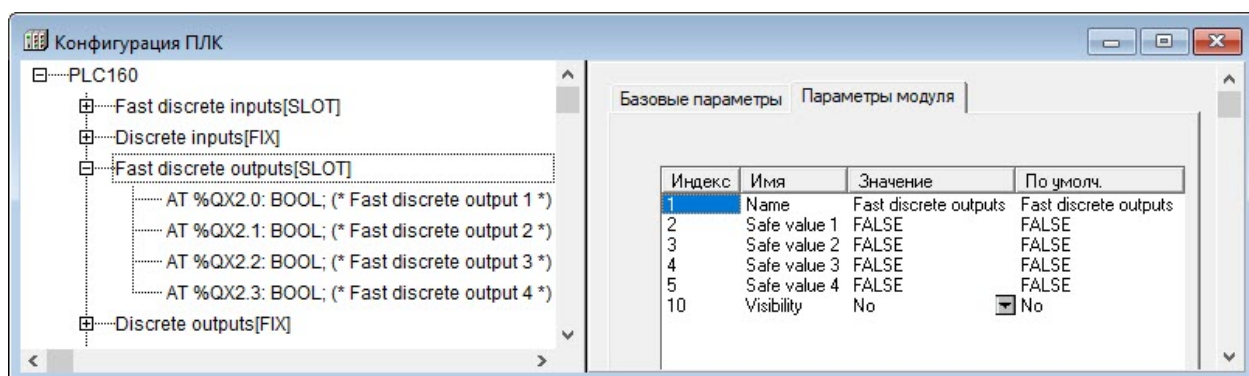 Конфигурация ПЛК
PLC160
Fast discrete inputs[SLOT]
Discrete inputs[FIX]
Fast discrete outputs[SLOT]
AT %QX2.0: BOOL; (* Fast discrete output 1 *)
AT %QX2.1: BOOL; (* Fast discrete output 2 *)
AT %QX2.2: BOOL; (* Fast discrete output 3 *)
AT %QX2.3: BOOL; (* Fast discrete output 4 *)
Discrete outputs[FIX]
Базовые параметры Параметры модуля
Индекс Имя Значение По умолч.
1 Name Fast discrete outputs Fast discrete outputs
2 Safe value 1 FALSE FALSE
3 Safe value 2 FALSE FALSE
4 Safe value 3 FALSE FALSE
5 Safe value 4 FALSE FALSE
10 Visibility No No